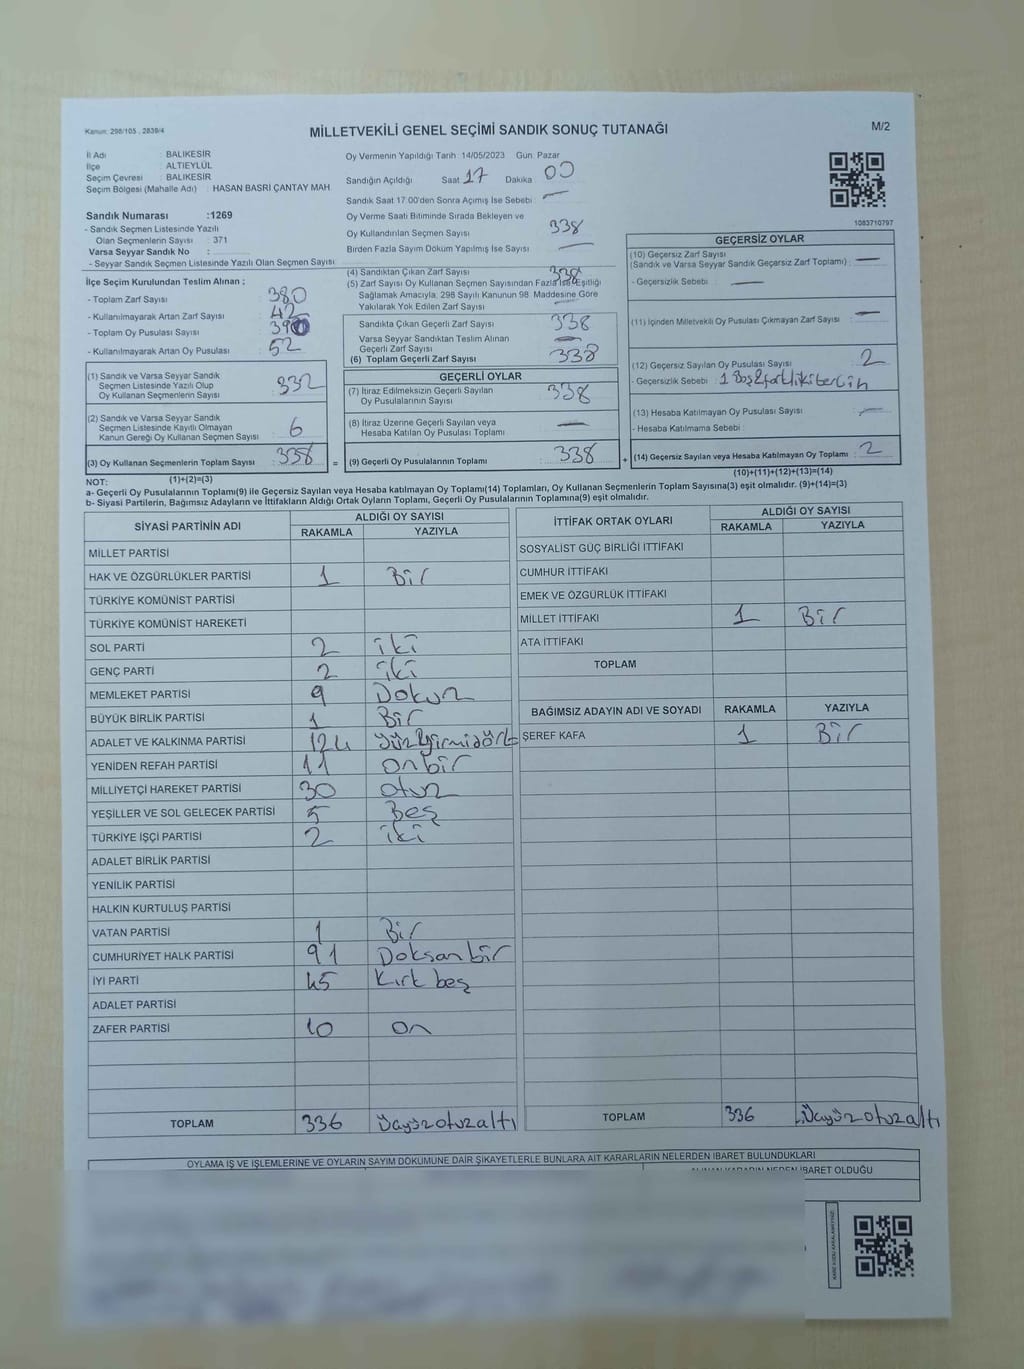 Kanun: 298/105, 2839/4
MİLLETVEKİLİ GENEL SEÇİMİ SANDIK SONUÇ TUTANAĞI
M/2
İl Adı : BALIKESİR
İlçe : ALTIEYLÜL
Seçim Çevresi : BALIKESİR
Seçim Bölgesi (Mahalle Adı) : HASAN BASRİ ÇANTAY MAH.
Sandık Numarası :1269
- Sandık Seçmen Listesinde Yazılı
Olan Seçmenlerin Sayısı : 371
Varsa Seyyar Sandık No :
- Seyyar Sandık Seçmen Listesinde Yazılı Olan Seçmen Sayısı :
Oy Vermenin Yapıldığı Tarih :14/05/2023 Gün: Pazar
Sandığın Açıldığı Saat 17 Dakika 00
Sandık Saat 17.00'den Sonra Açılmış İse Sebebi : —
Oy Verme Saati Bitiminde Sırada Bekleyen ve
Oy Kullandırılan Seçmen Sayısı : 338
Birden Fazla Sayım Döküm Yapılmış İse Sayısı : —
1083710797
İlçe Seçim Kurulundan Teslim Alınan ;
- Toplam Zarf Sayısı : 380
- Kullanılmayarak Artan Zarf Sayısı : 42
- Toplam Oy Pusulası Sayısı : 390
- Kullanılmayarak Artan Oy Pusulası : 52
(1) Sandık ve Varsa Seyyar Sandık
Seçmen Listesinde Yazılı Olup
Oy Kullanan Seçmenlerin Sayısı : 332
(2) Sandık ve Varsa Seyyar Sandık
Seçmen Listesinde Kayıtlı Olmayan
Kanun Gereği Oy Kullanan Seçmen Sayısı : 6
(3) Oy Kullanan Seçmenlerin Toplam Sayısı : 338
(1)+(2)=(3)
(4) Sandıktan Çıkan Zarf Sayısı : 338
(5) Zarf Sayısı Oy Kullanan Seçmen Sayısından Fazla İse Eşitliği
Sağlamak Amacıyla, 298 Sayılı Kanunun 98. Maddesine Göre
Yakılarak Yok Edilen Zarf Sayısı :
Sandıkta Çıkan Geçerli Zarf Sayısı : 338
Varsa Seyyar Sandıktan Teslim Alınan
Geçerli Zarf Sayısı : —
(6) Toplam Geçerli Zarf Sayısı : 338
GEÇERLİ OYLAR
(7) İtiraz Edilmeksizin Geçerli Sayılan
Oy Pusulalarının Sayısı : 338
(8) İtiraz Üzerine Geçerli Sayılan veya
Hesaba Katılan Oy Pusulası Toplamı : —
= (9) Geçerli Oy Pusulalarının Toplamı : 338 +
GEÇERSİZ OYLAR
(10) Geçersiz Zarf Sayısı
(Sandık ve Varsa Seyyar Sandık Geçersiz Zarf Toplamı) : —
- Geçersizlik Sebebi : —
(11) İçinden Milletvekili Oy Pusulası Çıkmayan Zarf Sayısı : —
(12) Geçersiz Sayılan Oy Pusulası Sayısı : 2
- Geçersizlik Sebebi : 1 Boş
(13) Hesaba Katılmayan Oy Pusulası Sayısı : —
- Hesaba Katılmama Sebebi :
(14) Geçersiz Sayılan veya Hesaba Katılmayan Oy Toplamı : 2
(10)+(11)+(12)+(13)=(14)
NOT:
a- Geçerli Oy Pusulalarının Toplamı(9) ile Geçersiz Sayılan veya Hesaba katılmayan Oy Toplamı(14) Toplamları, Oy Kullanan Seçmenlerin Toplam Sayısına(3) eşit olmalıdır. (9)+(14)=(3)
b- Siyasi Partilerin, Bağımsız Adayların ve İttifakların Aldığı Ortak Oyların Toplamı, Geçerli Oy Pusulalarının Toplamına(9) eşit olmalıdır.
SİYASİ PARTİNİN ADI
ALDIĞI OY SAYISI
RAKAMLA YAZIYLA
MİLLET PARTİSİ
HAK VE ÖZGÜRLÜKLER PARTİSİ 1 Bir
TÜRKİYE KOMÜNİST PARTİSİ
TÜRKİYE KOMÜNİST HAREKETİ
SOL PARTİ 2 iki
GENÇ PARTİ 2 iki
MEMLEKET PARTİSİ 9 Dokuz
BÜYÜK BİRLİK PARTİSİ 1 Bir
ADALET VE KALKINMA PARTİSİ 124 Yüz Yirmidört
YENİDEN REFAH PARTİSİ 11 onbir
MİLLİYETÇİ HAREKET PARTİSİ 30 otuz
YEŞİLLER VE SOL GELECEK PARTİSİ 5 Beş
TÜRKİYE İŞÇİ PARTİSİ 2 iki
ADALET BİRLİK PARTİSİ
YENİLİK PARTİSİ
HALKIN KURTULUŞ PARTİSİ
VATAN PARTİSİ 1 Bir
CUMHURİYET HALK PARTİSİ 91 Doksan bir
İYİ PARTİ 45 Kırk beş
ADALET PARTİSİ
ZAFER PARTİSİ 10 On
TOPLAM 336 Üçyüzotuzaltı
İTTİFAK ORTAK OYLARI
ALDIĞI OY SAYISI
RAKAMLA YAZIYLA
SOSYALİST GÜÇ BİRLİĞİ İTTİFAKI
CUMHUR İTTİFAKI
EMEK VE ÖZGÜRLÜK İTTİFAKI
MİLLET İTTİFAKI 1 Bir
ATA İTTİFAKI
TOPLAM
BAĞIMSIZ ADAYIN ADI VE SOYADI RAKAMLA YAZIYLA
ŞEREF KAFA 1 Bir
TOPLAM 336 Üçyüzotuzaltı
OYLAMA İŞ VE İŞLEMLERİNE VE OYLARIN SAYIM DÖKÜMÜNE DAİR ŞİKAYETLERLE BUNLARA AİT KARARLARIN NELERDEN İBARET BULUNDUKLARI
ALINAN KARARIN NEDEN İBARET OLDUĞU